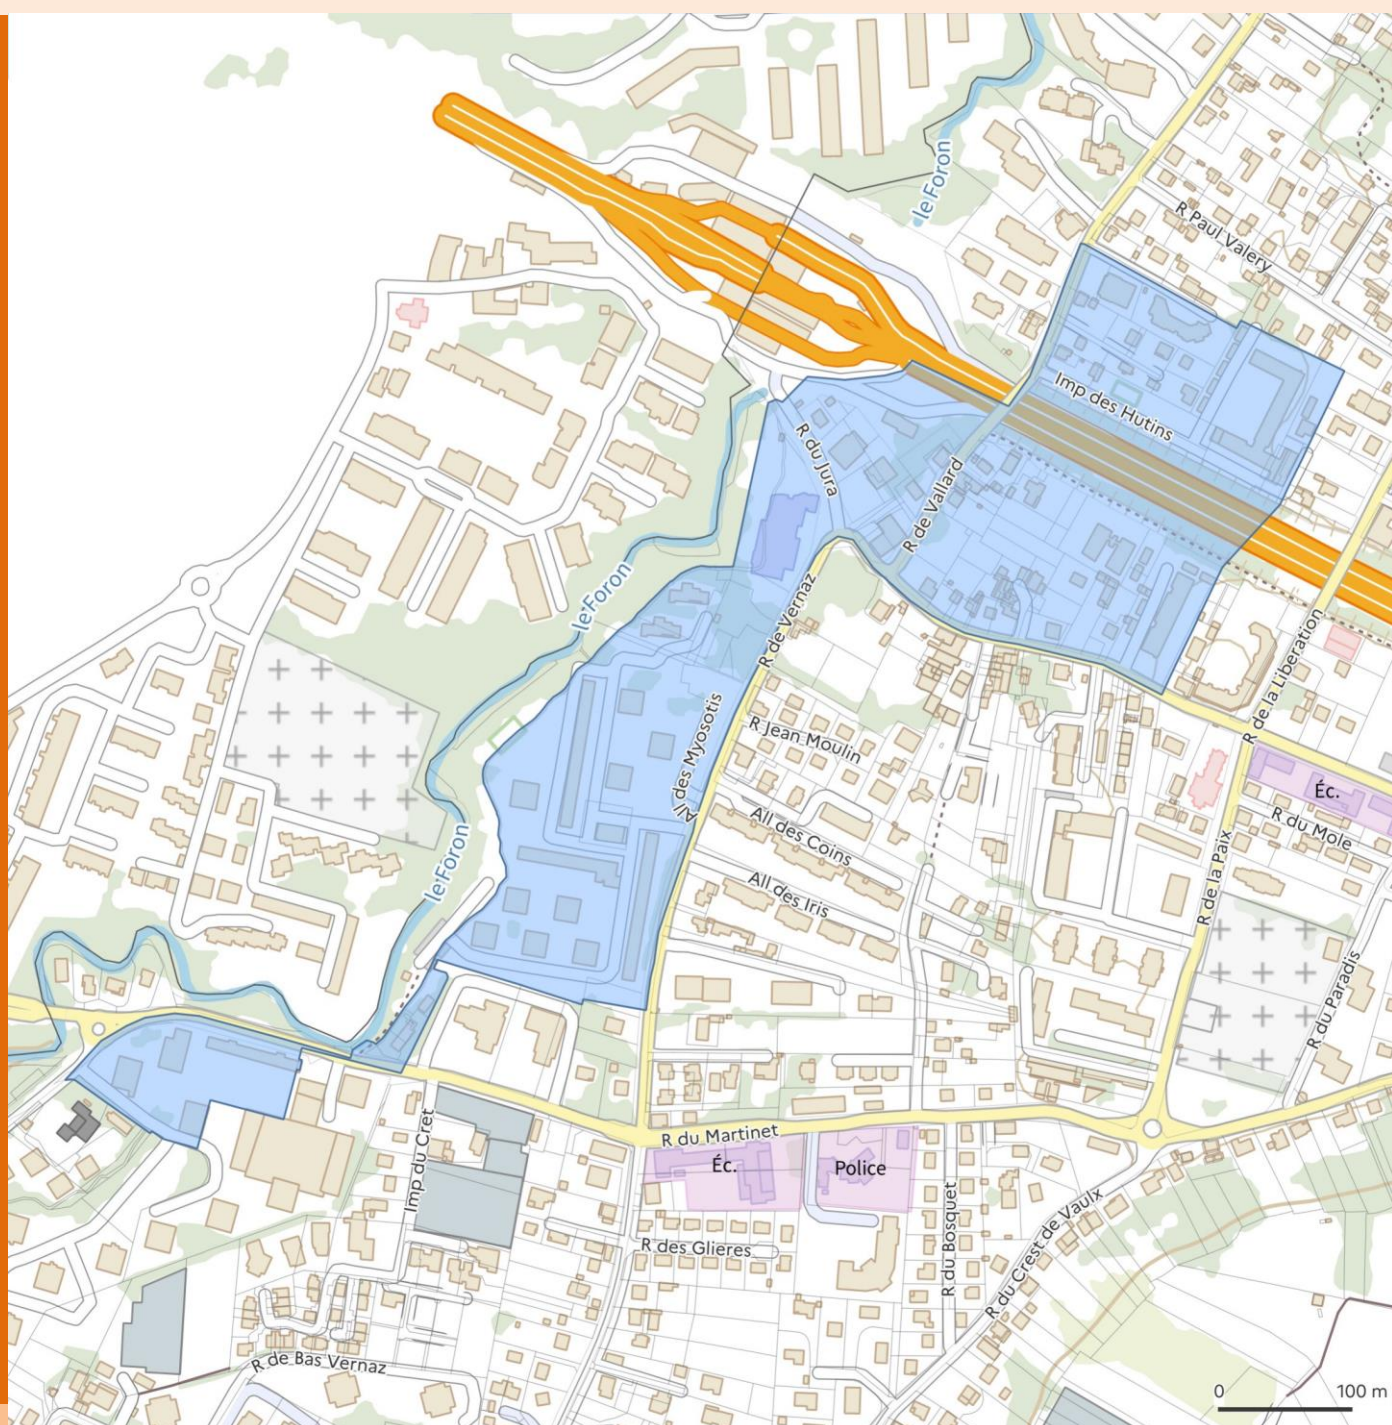 le Foron
R Paul Valery
Imp des Hutins
R du Jura
R de Vallard
le Foron
R de Vernaz
R de la Liberation
All des Myosotis
R Jean Moulin
Éc.
R du Mole
All des Coins
le Foron
All des Iris
R de la Paix
R du Paradis
R du Martinet
Imp du Cret
Éc.
Police
R du Bosquet
R du Crest de Vaulx
R des Glieres
R de Bas Vernaz
0 100 m